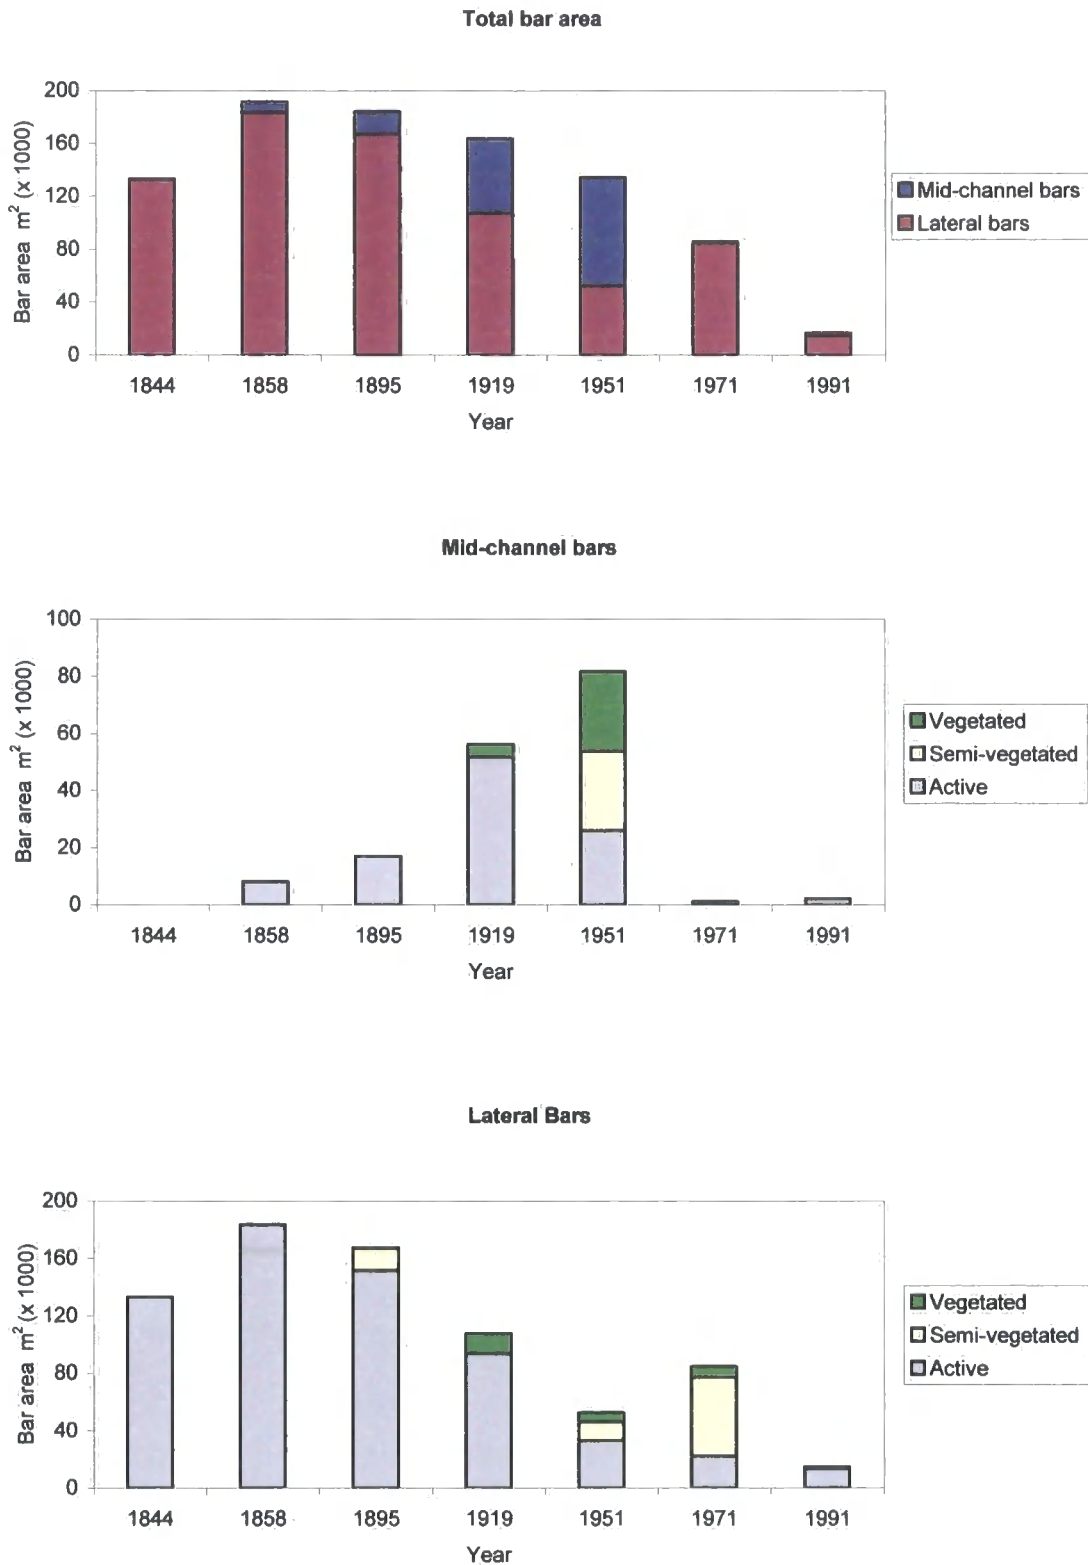 Total bar area
Bar area m² (x 1000)
200
160
120
80
40
0
1844 1858 1895 1919 1951 1971 1991
Year
Mid-channel bars
Lateral bars
Mid-channel bars
Bar area m² (x 1000)
100
80
60
40
20
0
1844 1858 1895 1919 1951 1971 1991
Year
Vegetated
Semi-vegetated
Active
Lateral Bars
Bar area m² (x 1000)
200
160
120
80
40
0
1844 1858 1895 1919 1951 1971 1991
Year
Vegetated
Semi-vegetated
Active